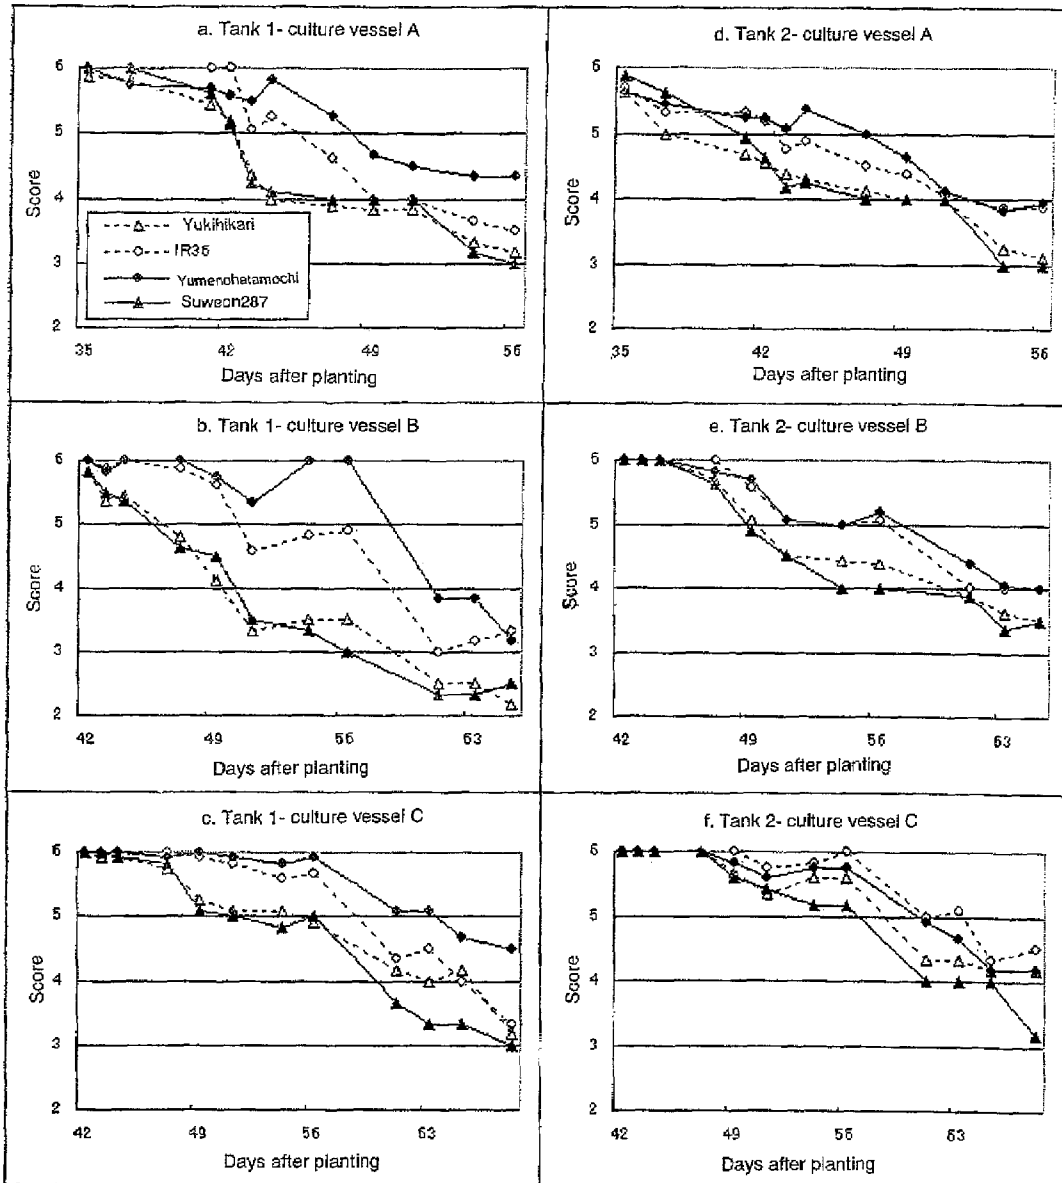 a. Tank 1- culture vessel A
6
5
4
3
2
Score
Yukihikari
IR36
Yumenohatamochi
Suweon287
35 42 49 56
Days after planting
d. Tank 2- culture vessel A
6
5
4
3
2
Score
35 42 49 56
Days after planting
b. Tank 1- culture vessel B
6
5
4
3
2
Score
42 49 56 63
Days after planting
e. Tank 2- culture vessel B
6
5
4
3
2
Score
42 49 56 63
Days after planting
c. Tank 1- culture vessel C
6
5
4
3
2
Score
42 49 56 63
Days after planting
f. Tank 2- culture vessel C
6
5
4
3
2
Score
42 49 56 63
Days after planting